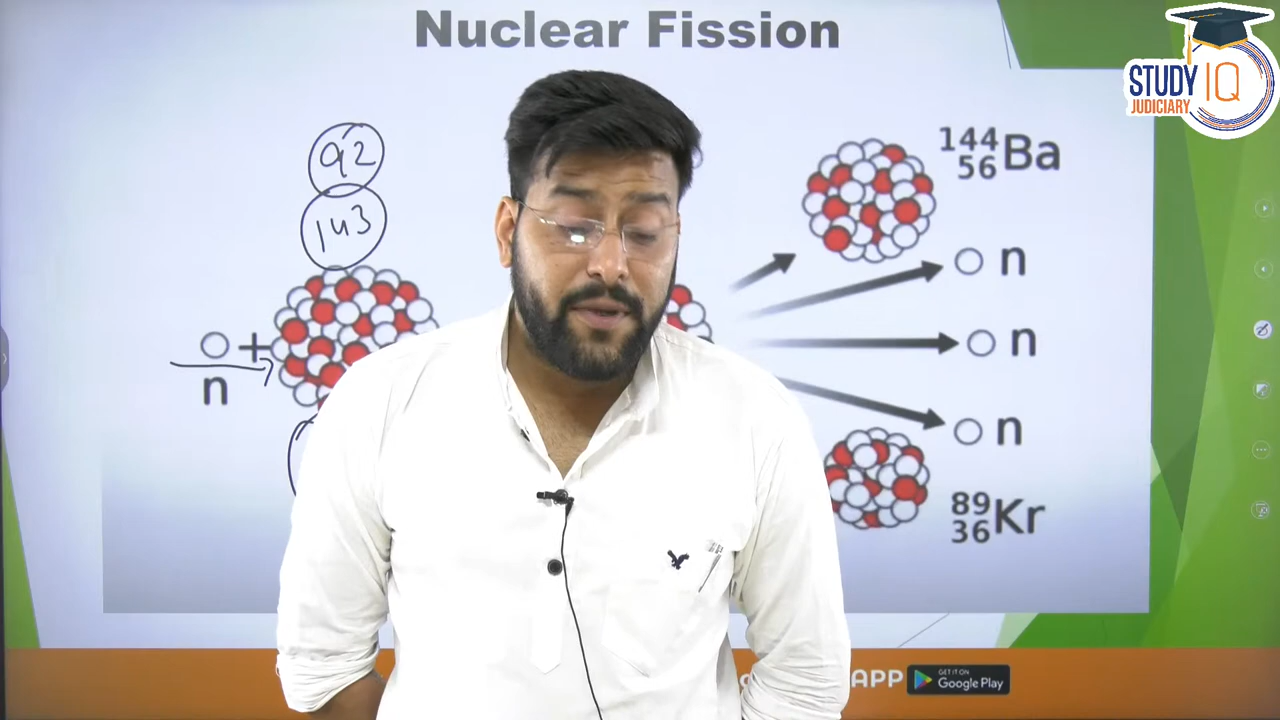 Nuclear Fission
STUDY IQ
JUDICIARY
92
143
144
56Ba
n
n
n
+
n
89
36Kr
APP
GET IT ON
Google Play